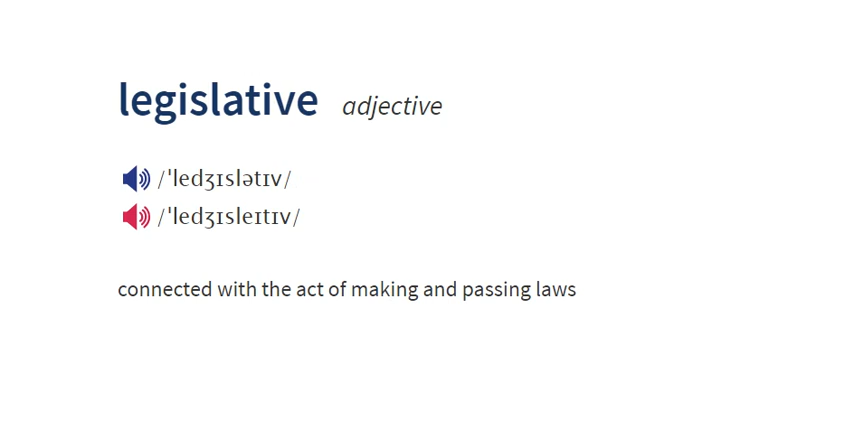 legislative adjective
/ˈledʒɪslətɪv/
/ˈledʒɪsleɪtɪv/
connected with the act of making and passing laws